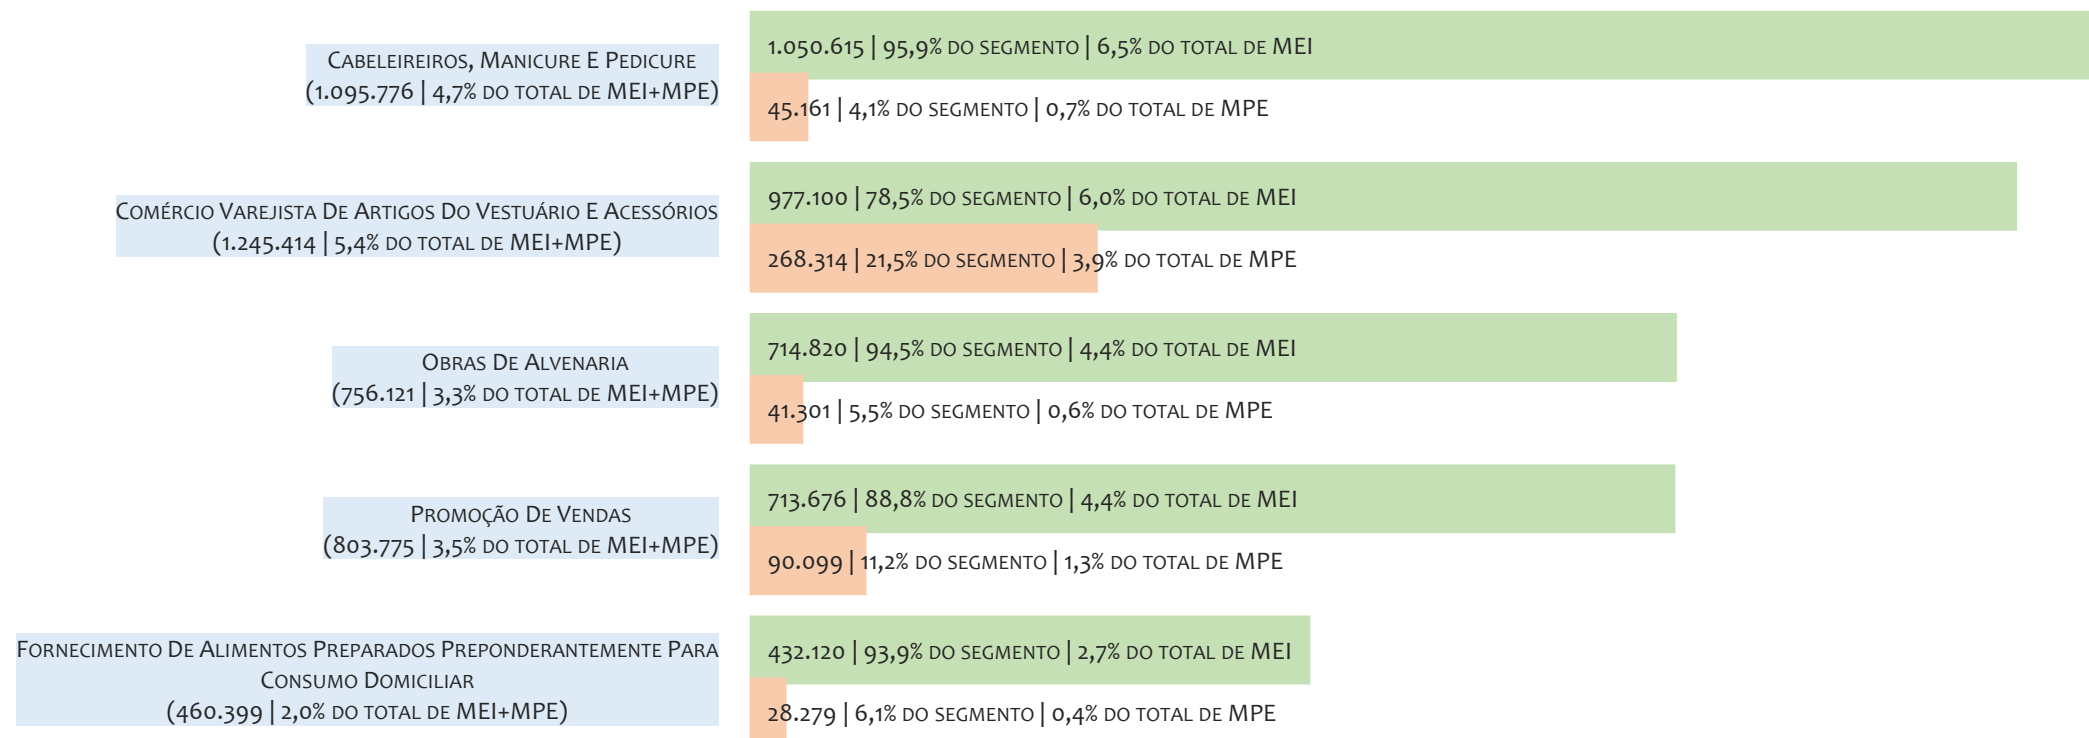 Cabeleireiros, Manicure E Pedicure
(1.095.776 | 4,7% do total de MEI+MPE)
1.050.615 | 95,9% do segmento | 6,5% do total de MEI
45.161 | 4,1% do segmento | 0,7% do total de MPE
Comércio Varejista De Artigos Do Vestuário E Acessórios
(1.245.414 | 5,4% do total de MEI+MPE)
977.100 | 78,5% do segmento | 6,0% do total de MEI
268.314 | 21,5% do segmento | 3,9% do total de MPE
Obras De Alvenaria
(756.121 | 3,3% do total de MEI+MPE)
714.820 | 94,5% do segmento | 4,4% do total de MEI
41.301 | 5,5% do segmento | 0,6% do total de MPE
Promoção De Vendas
(803.775 | 3,5% do total de MEI+MPE)
713.676 | 88,8% do segmento | 4,4% do total de MEI
90.099 | 11,2% do segmento | 1,3% do total de MPE
Fornecimento De Alimentos Preparados Preponderantemente Para
Consumo Domiciliar
(460.399 | 2,0% do total de MEI+MPE)
432.120 | 93,9% do segmento | 2,7% do total de MEI
28.279 | 6,1% do segmento | 0,4% do total de MPE